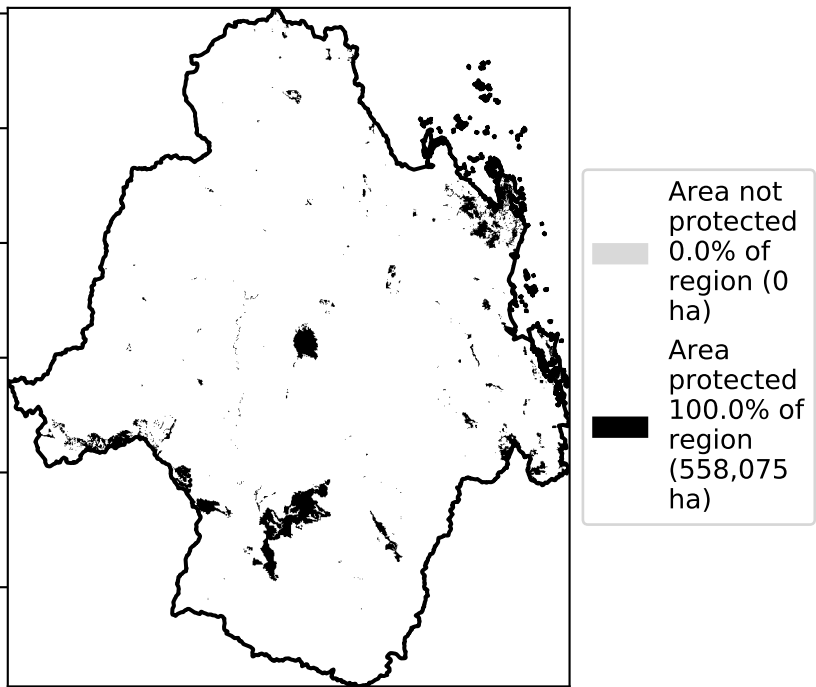 Area not
protected
0.0% of
region (0
ha)
Area
protected
100.0% of
region
(558,075
ha)